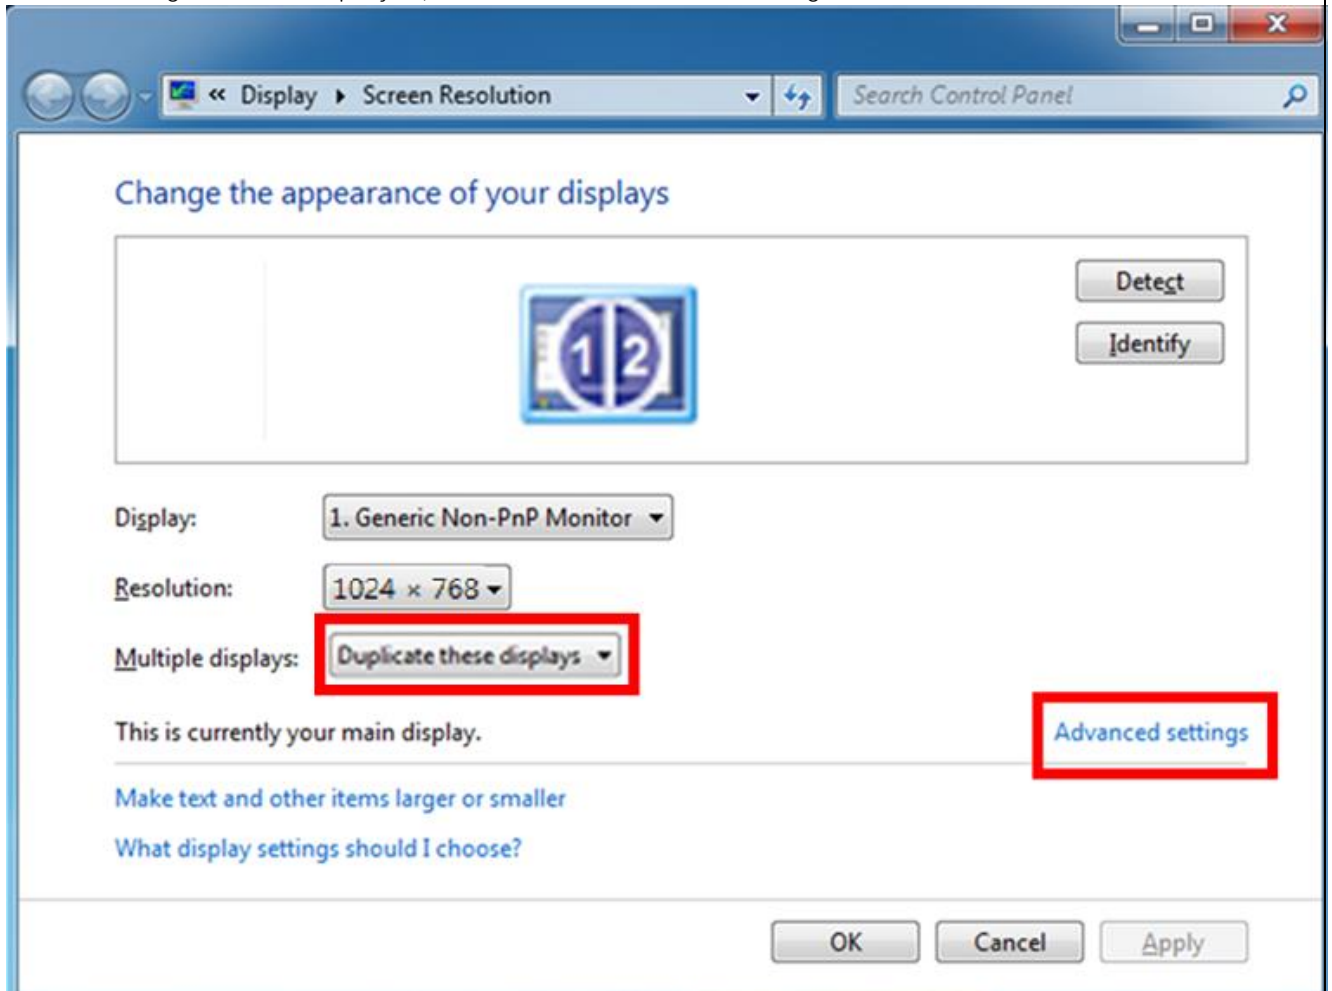 « Display ▸ Screen Resolution
Search Control Panel
Change the appearance of your displays
1 2
Detect
Identify
Display: 1. Generic Non-PnP Monitor
Resolution: 1024 × 768
Multiple displays: Duplicate these displays
This is currently your main display. Advanced settings
Make text and other items larger or smaller
What display settings should I choose?
OK Cancel Apply